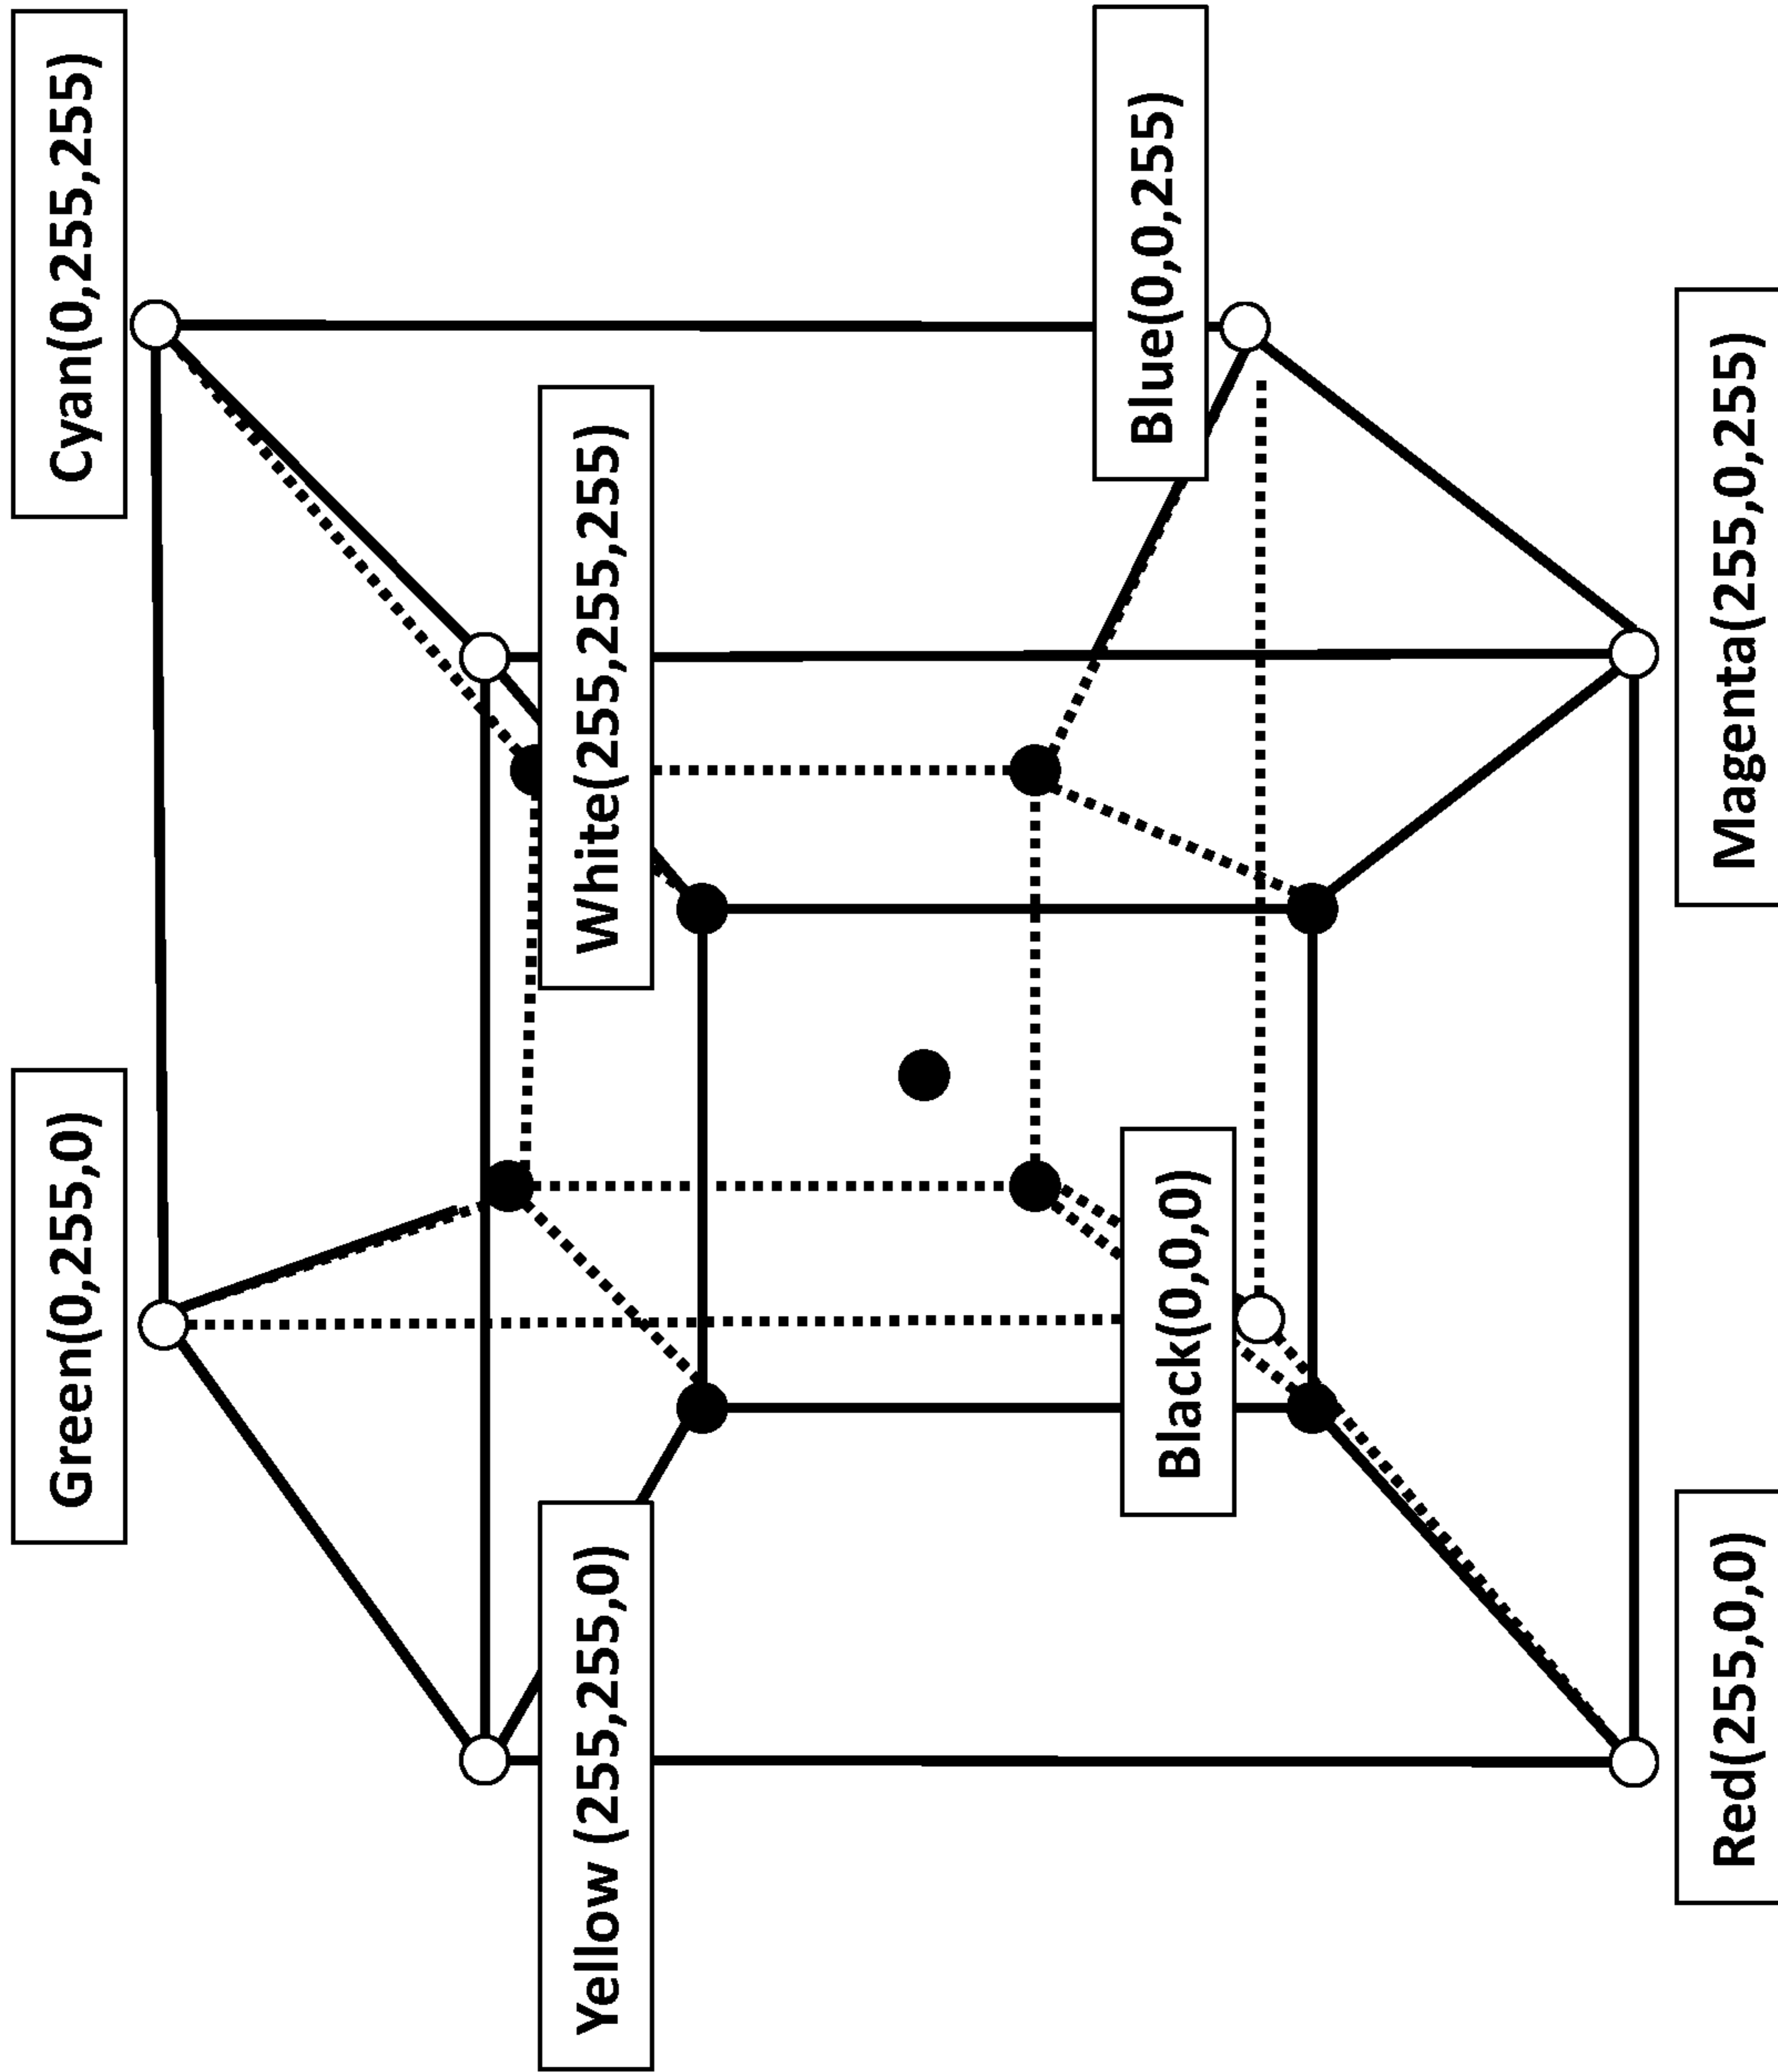 Green(0,255,0)
Cyan(0,255,255)
Yellow (255,255,0)
White(255,255,255)
Black(0,0,0)
Blue(0,0,255)
Red(255,0,0)
Magenta(255,0,255)